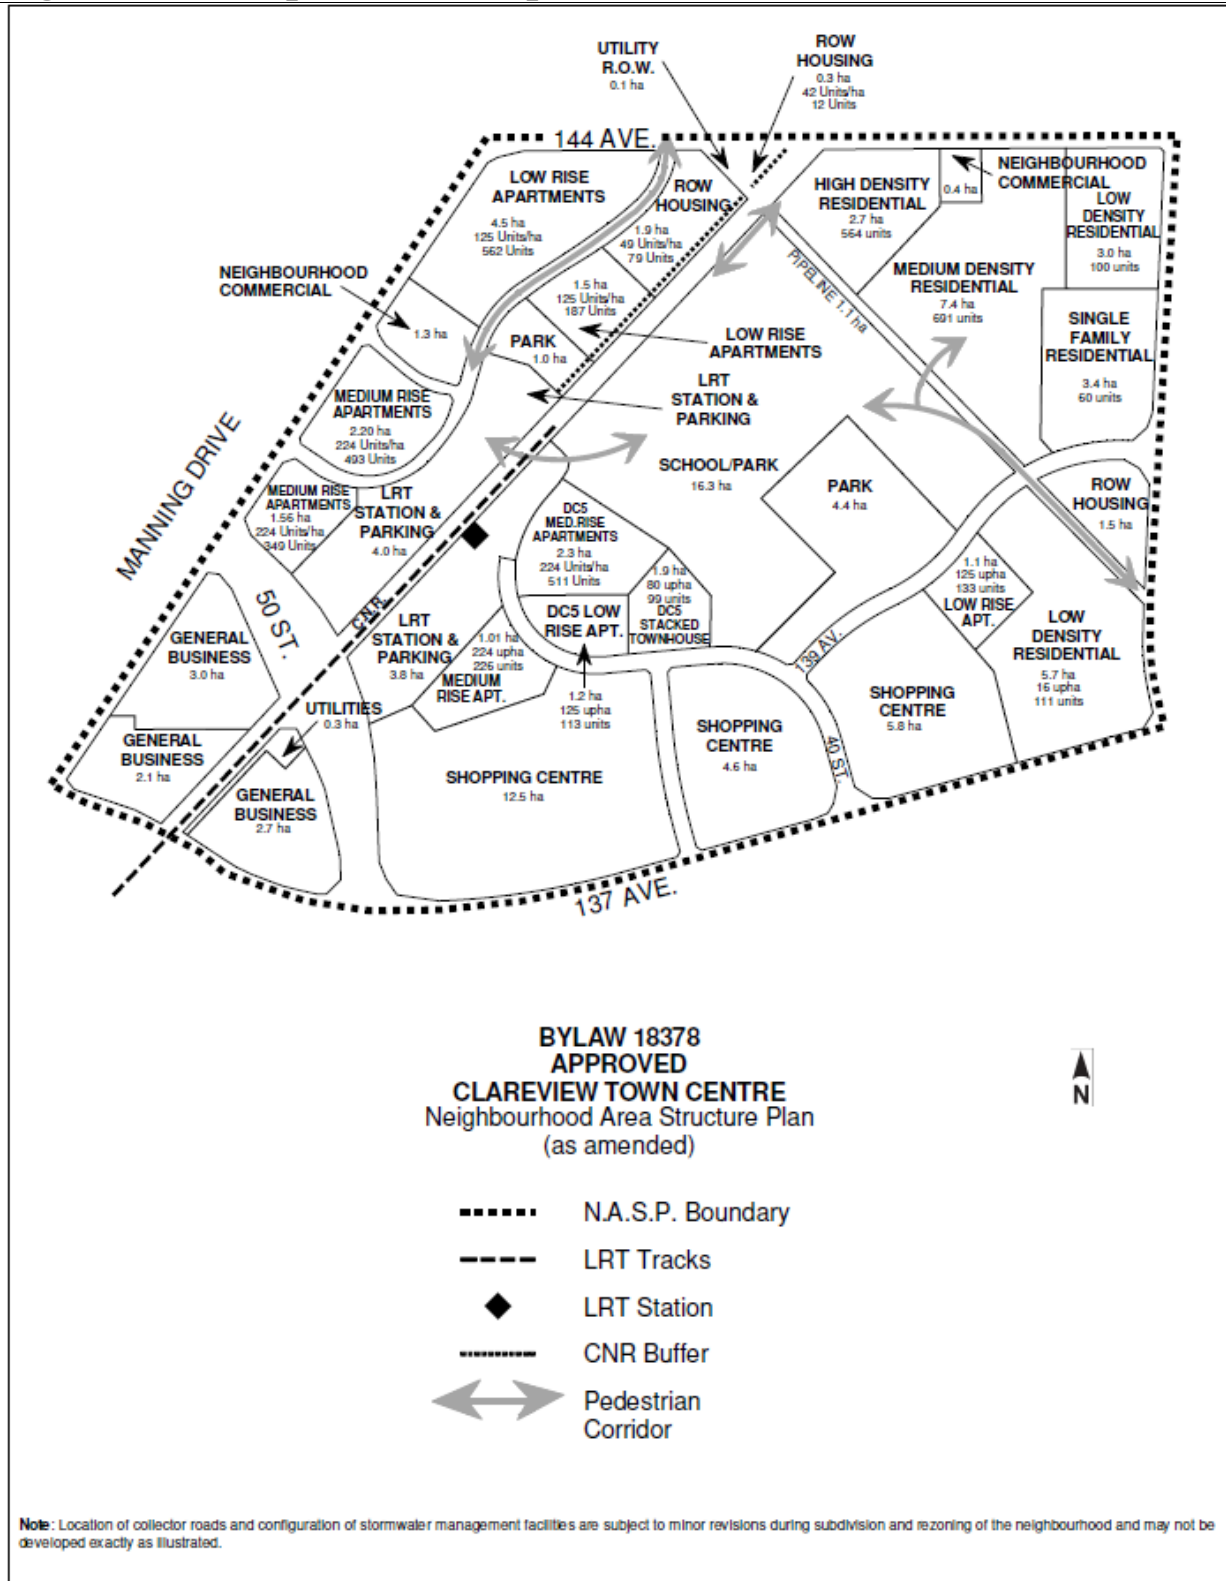 UTILITY
R.O.W.
0.1 ha
ROW
HOUSING
0.3 ha
42 Units/ha
12 Units
144 AVE.
LOW RISE
APARTMENTS
4.5 ha
125 Units/ha
562 Units
ROW
HOUSING
1.9 ha
49 Units/ha
79 Units
HIGH DENSITY
RESIDENTIAL
2.7 ha
564 units
0.4 ha
NEIGHBOURHOOD
COMMERCIAL
LOW
DENSITY
RESIDENTIAL
3.0 ha
100 units
NEIGHBOURHOOD
COMMERCIAL
1.3 ha
1.5 ha
125 Units/ha
187 Units
PARK
1.0 ha
LOW RISE
APARTMENTS
PIPELINE 1.1 ha
MEDIUM DENSITY
RESIDENTIAL
7.4 ha
691 units
SINGLE
FAMILY
RESIDENTIAL
3.4 ha
60 units
MEDIUM RISE
APARTMENTS
2.20 ha
224 Units/ha
493 Units
LRT
STATION &
PARKING
MANNING DRIVE
MEDIUM RISE
APARTMENTS
1.56 ha
224 Units/ha
349 Units
LRT
STATION &
PARKING
4.0 ha
SCHOOL/PARK
16.3 ha
PARK
4.4 ha
ROW
HOUSING
1.5 ha
DC5
MED.RISE
APARTMENTS
2.3 ha
224 Units/ha
511 Units
1.9 ha
80 upha
99 units
DC5
STACKED
TOWNHOUSE
1.1 ha
125 upha
133 units
LOW RISE
APT.
50 ST.
C.N.R.
GENERAL
BUSINESS
3.0 ha
LRT
STATION &
PARKING
3.8 ha
1.01 ha
224 upha
226 units
MEDIUM
RISE APT.
DC5 LOW
RISE APT.
1.2 ha
125 upha
113 units
139 AV.
LOW
DENSITY
RESIDENTIAL
5.7 ha
16 upha
111 units
UTILITIES
0.3 ha
GENERAL
BUSINESS
2.1 ha
GENERAL
BUSINESS
2.7 ha
SHOPPING CENTRE
12.5 ha
SHOPPING
CENTRE
4.6 ha
40 ST.
SHOPPING
CENTRE
5.8 ha
137 AVE.
BYLAW 18378
APPROVED
CLAREVIEW TOWN CENTRE
Neighbourhood Area Structure Plan
(as amended)
N
N.A.S.P. Boundary
LRT Tracks
LRT Station
CNR Buffer
Pedestrian
Corridor
Note: Location of collector roads and configuration of stormwater management facilities are subject to minor revisions during subdivision and rezoning of the neighbourhood and may not be
developed exactly as illustrated.